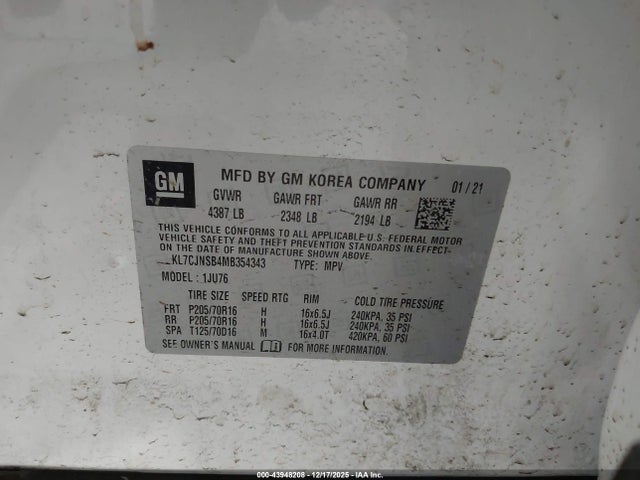 GM
ON TI
MFD BY GM KOREA COMPANY 01 / 21
GVWR GAWR FRT GAWR RR
4387 LB 2348 LB 2194 LB
THIS VEHICLE CONFORMS TO ALL APPLICABLE U.S. FEDERAL MOTOR
VEHICLE SAFETY, BUMPER, AND THEFT PREVENTION STANDARDS IN EFFECT
ON THE DATE OF MANUFACTURE SHOWN ABOVE.
KL7CJNSB4MB354343 TYPE: MPV
MODEL : 1JU76
TIRE SIZE SPEED RTG RIM COLD TIRE PRESSURE
FRT P205/70R16 H 16x6.5J 240KPA, 35 PSI
RR P205/70R16 H 16x6.5J 240KPA, 35 PSI
SPA T125/70D16 M 16x4.0T 420KPA, 60 PSI
SEE OWNER'S MANUAL FOR MORE INFORMATION.
000-43948208 - 12/17/2025 - IAA Inc.